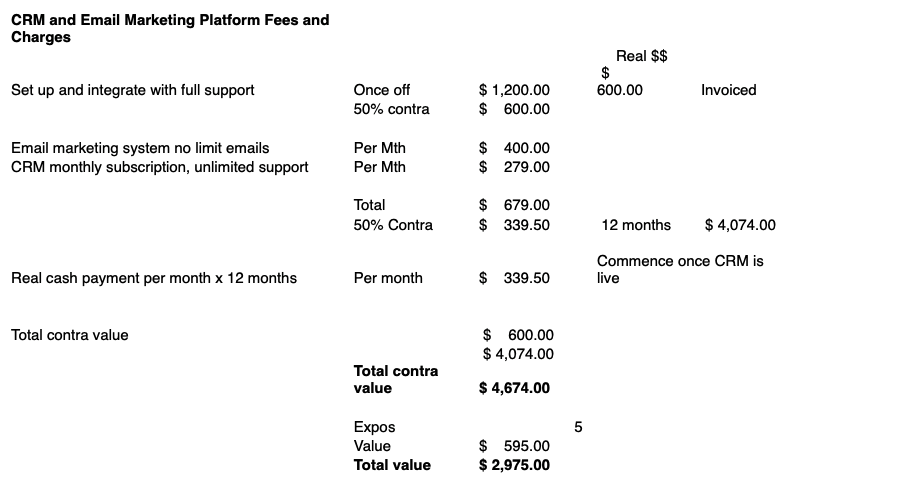 CRM and Email Marketing Platform Fees and
Charges
Real $$
$
Set up and integrate with full support Once off $ 1,200.00 600.00 Invoiced
50% contra $ 600.00
Email marketing system no limit emails Per Mth $ 400.00
CRM monthly subscription, unlimited support Per Mth $ 279.00
Total $ 679.00
50% Contra $ 339.50 12 months $ 4,074.00
Commence once CRM is
Real cash payment per month x 12 months Per month $ 339.50 live
Total contra value $ 600.00
$ 4,074.00
Total contra
value $ 4,674.00
Expos 5
Value $ 595.00
Total value $ 2,975.00